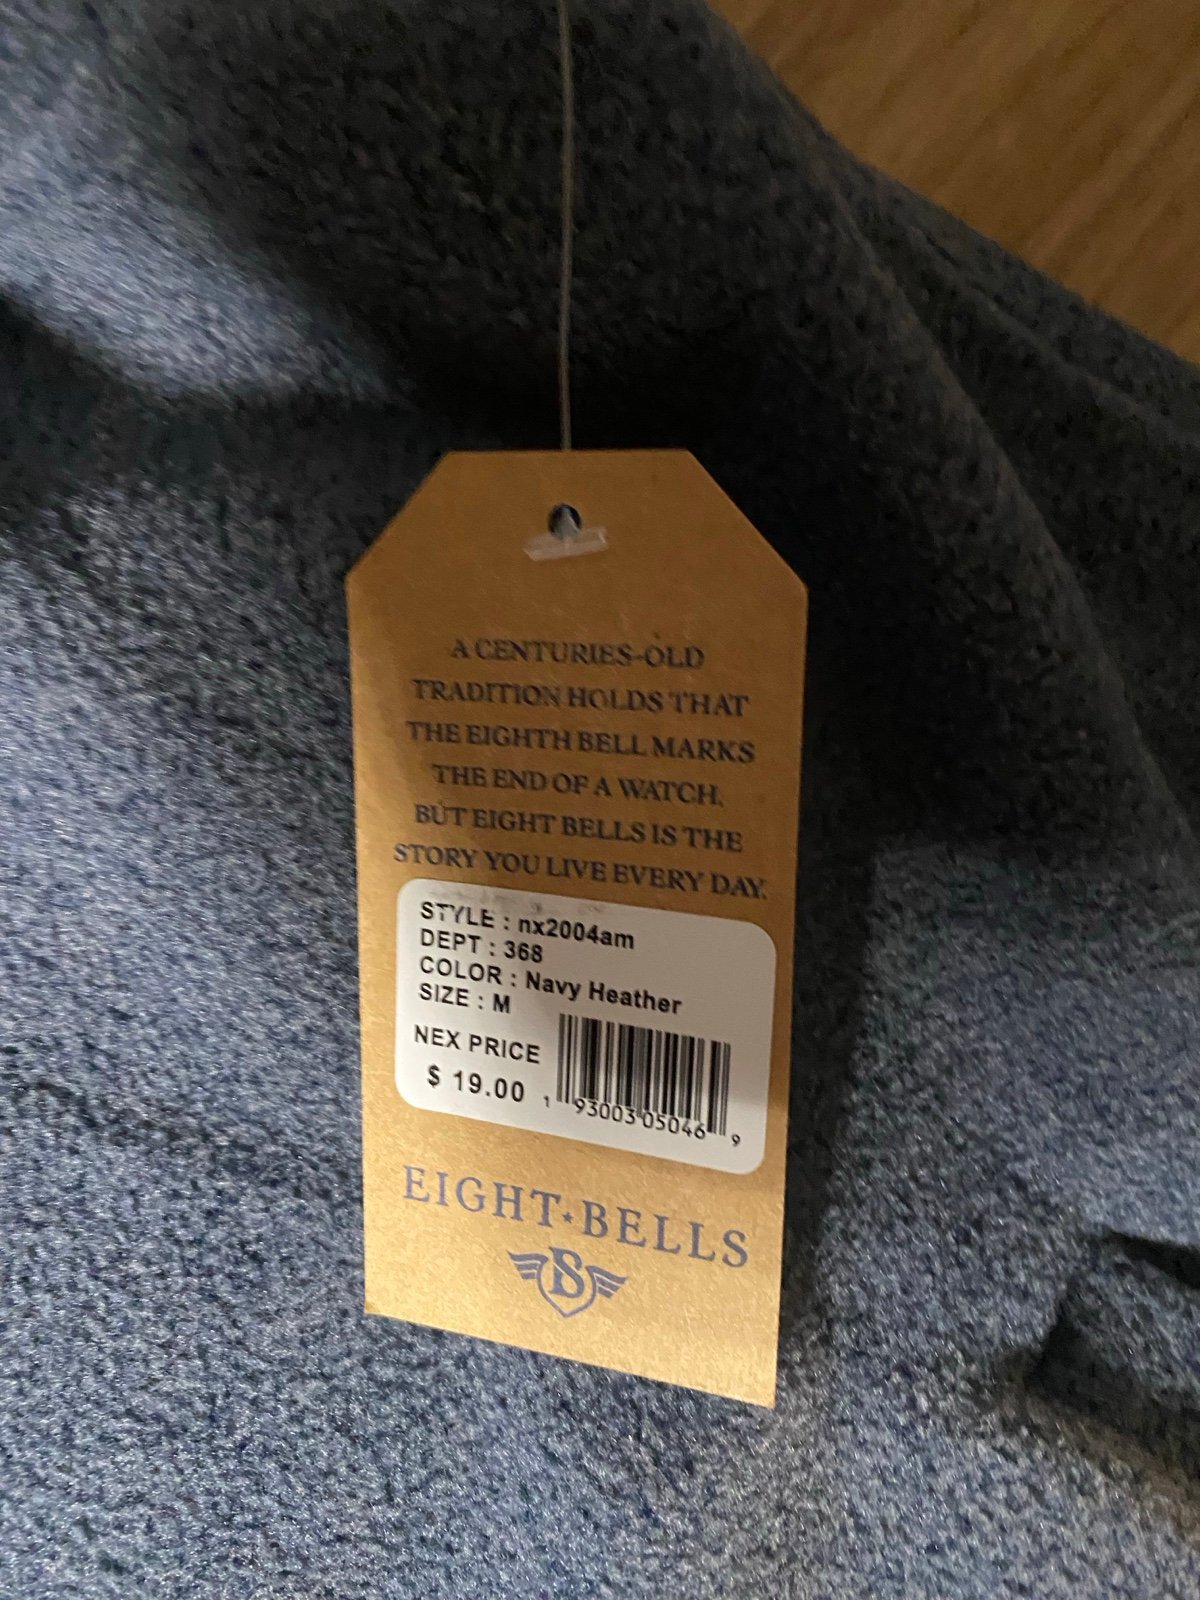 A CENTURIES-OLD
TRADITION HOLDS THAT
THE EIGHTH BELL MARKS
THE END OF A WATCH.
BUT EIGHT BELLS IS THE
STORY YOU LIVE EVERY DAY.
STYLE : nx2004am
DEPT : 368
COLOR : Navy Heather
SIZE : M
NEX PRICE
$ 19.00
1 93003 05046 9
EIGHT★BELLS
B